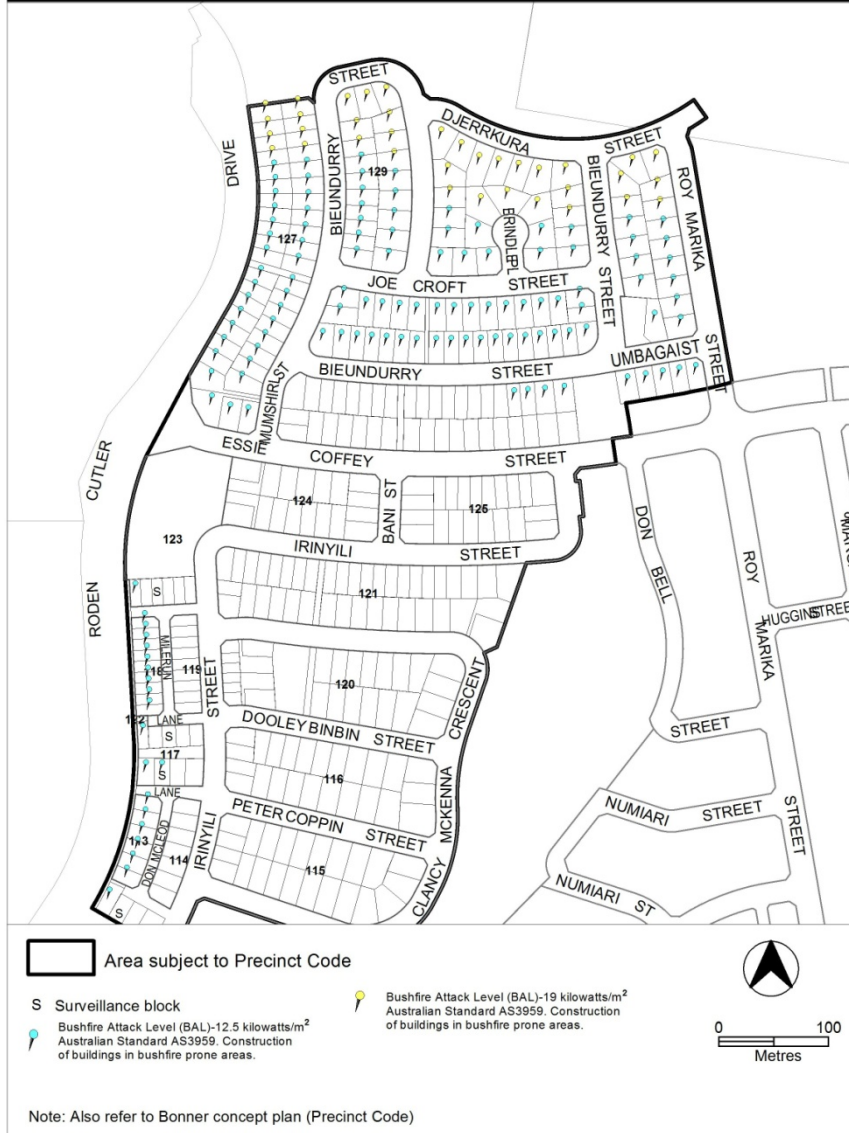 STREET
DJERRKURA
STREET
DRIVE
BIEUNDURRY
129
BIEUNDURRY STREET
ROY MARIKA
STREET
BRINDLE PL
127
JOE CROFT STREET
UMBAGAI ST
BIEUNDURRY STREET
MUMSHIRL ST
ESSIE COFFEY STREET
CUTLER
124
BANI ST
125
123
IRINYILI STREET
DON BELL
STREET
ROY MARIKA
STREET
121
HUGGINS STREET
RODEN
S
MILERUN
LANE
118
119
STREET
120
CRESCENT
122
S
117
DOOLEY BINBIN STREET
S
LANE
116
MCKENNA
NUMIARI STREET
113
DON MCLEOD
114
IRINYILI
PETER COPPIN STREET
115
CLANCY
NUMIARI ST
S
Area subject to Precinct Code
S Surveillance block
Bushfire Attack Level (BAL)-12.5 kilowatts/m²
Australian Standard AS3959. Construction
of buildings in bushfire prone areas.
Bushfire Attack Level (BAL)-19 kilowatts/m²
Australian Standard AS3959. Construction
of buildings in bushfire prone areas.
0 100
Metres
Note: Also refer to Bonner concept plan (Precinct Code)